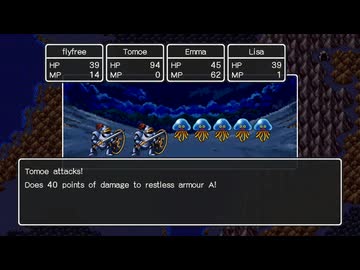 flyfree Tomoe Emma Lisa
HP 39 HP 94 HP 45 HP 39
MP 14 MP 0 MP 62 MP 1
Tomoe attacks!
Does 40 points of damage to restless armour A!